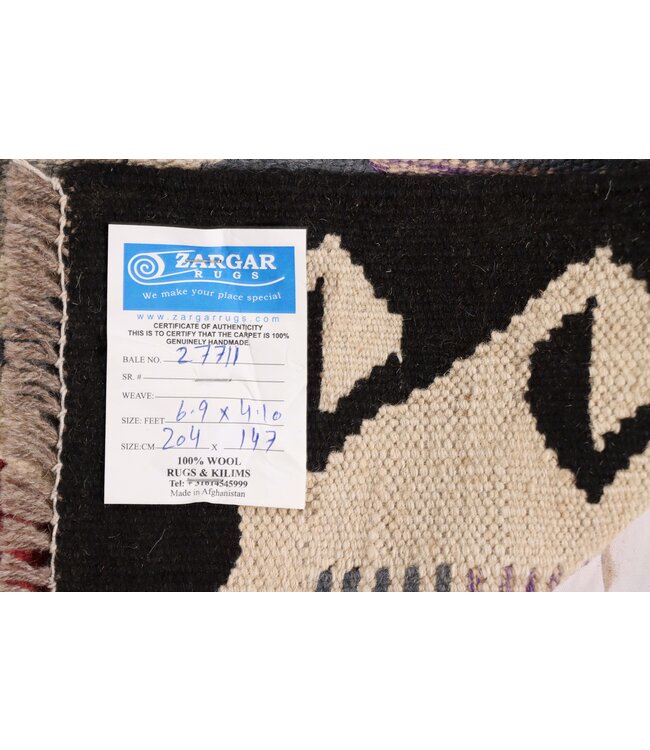 ZARGAR
RUGS
We make your place special
www.zargarrugs.com
CERTIFICATE OF AUTHENTICITY
THIS IS TO CERTIFY THAT THE CARPET IS 100%
GENUINELY HANDMADE.
BALE NO. 27711
SR. #
WEAVE:
SIZE: FEET 6.9 x 4.10
SIZE:CM 204 x 147
100% WOOL
RUGS & KILIMS
Tel: +31614545999
Made in Afghanistan